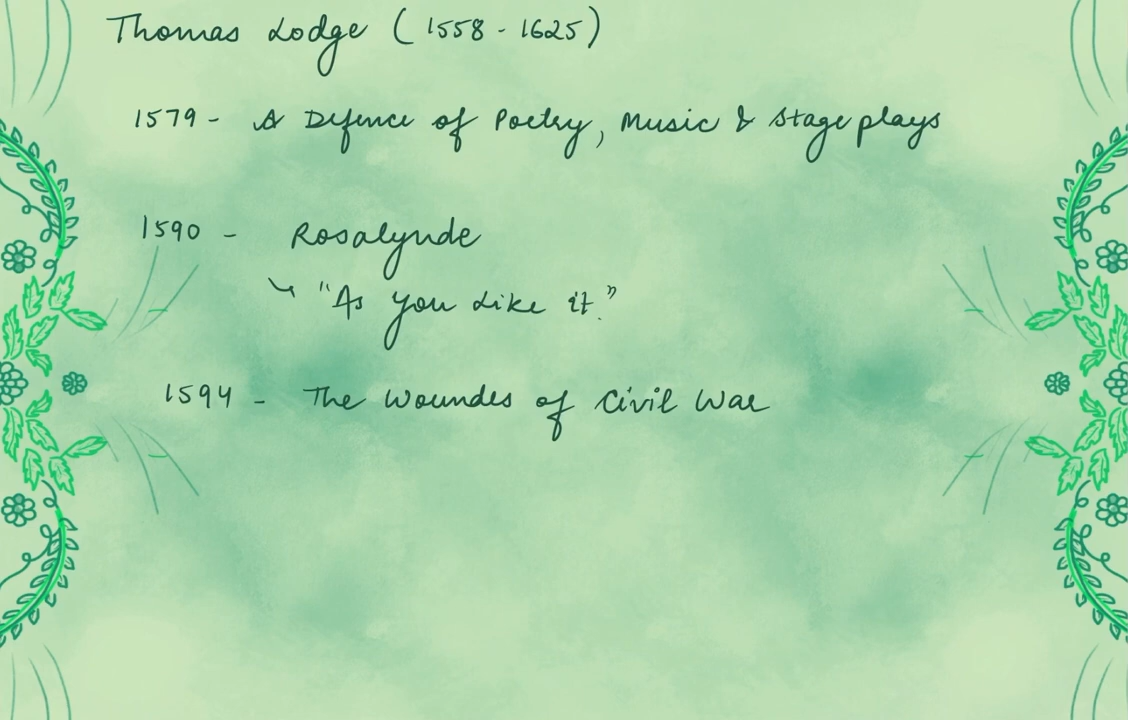 Thomas Lodge (1558 - 1625)
1579 - A Defence of Poetry, Music & Stage plays
1590 - Rosalynde
↳ "As you Like it."
1594 - The Woundes of Civil War